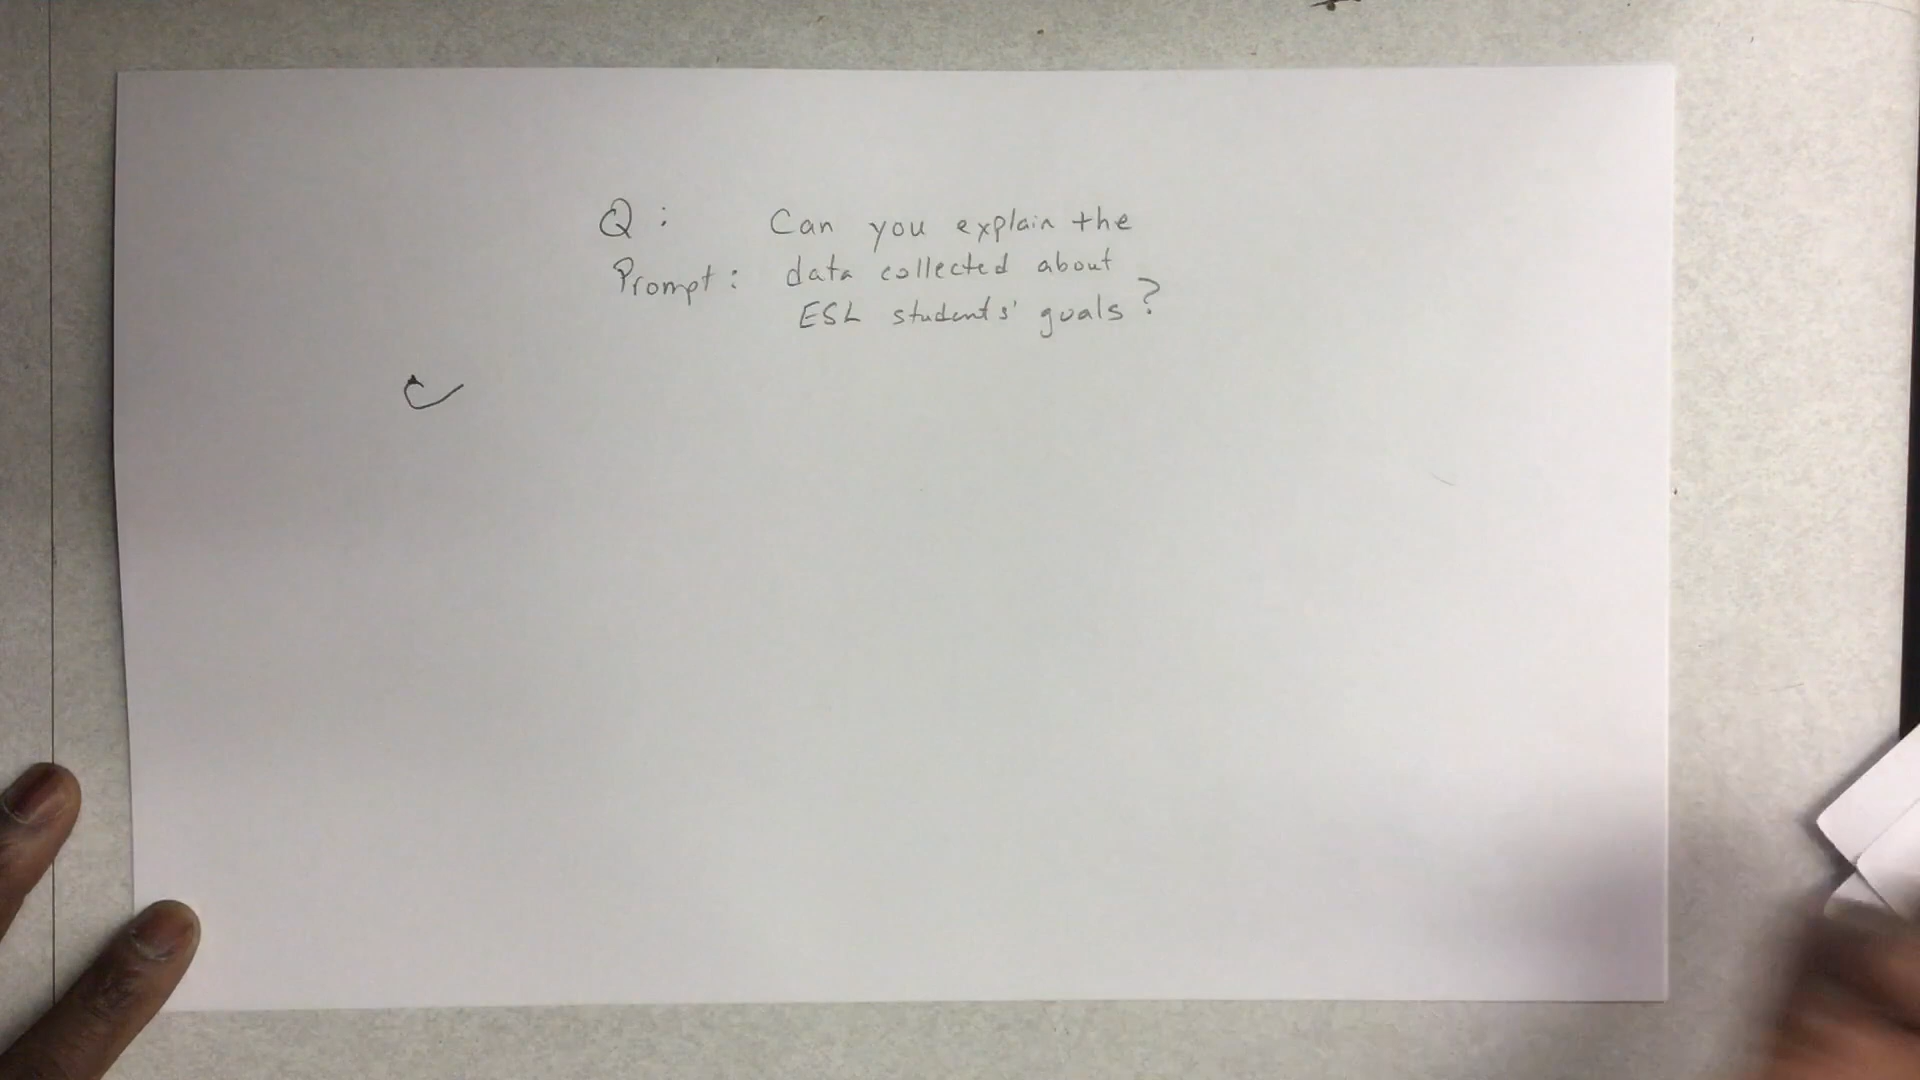 Q: Can you explain the
Prompt: data collected about
ESL students' goals?